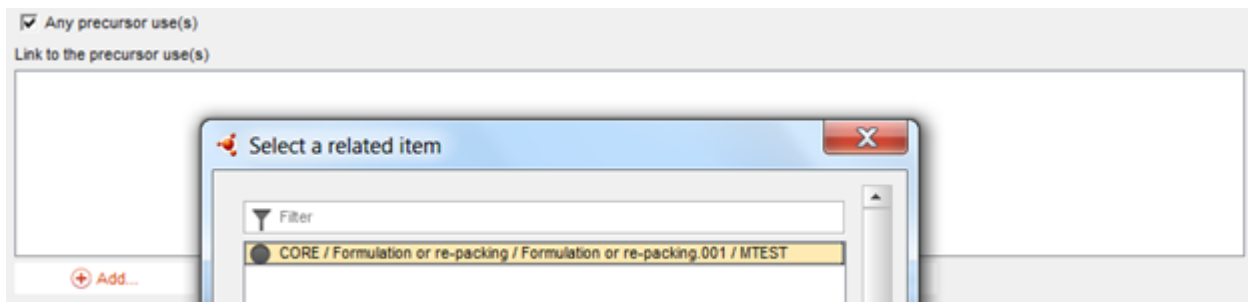 Any precursor use(s)
Link to the precursor use(s)
Select a related item
Filter
CORE / Formulation or re-packing / Formulation or re-packing.001 / MTEST
Add...